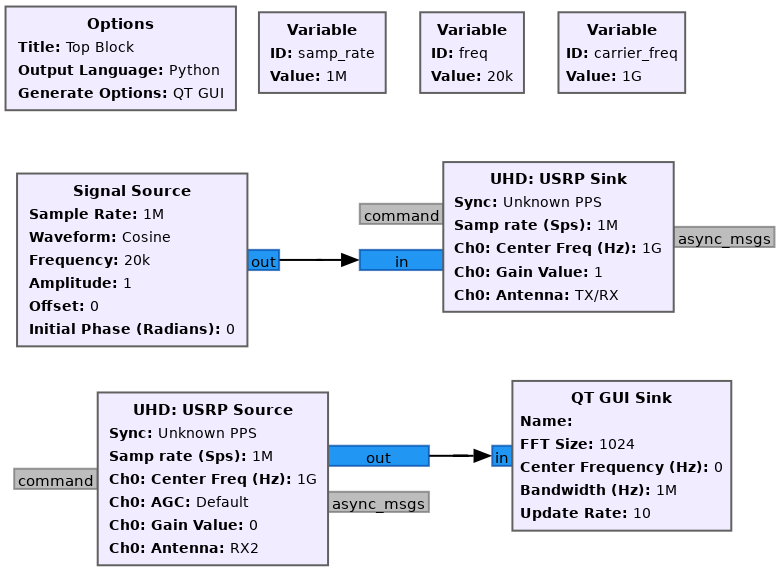 Options
Title: Top Block
Output Language: Python
Generate Options: QT GUI
Variable
ID: samp_rate
Value: 1M
Variable
ID: freq
Value: 20k
Variable
ID: carrier_freq
Value: 1G
Signal Source
Sample Rate: 1M
Waveform: Cosine
Frequency: 20k
Amplitude: 1
Offset: 0
Initial Phase (Radians): 0
out
command
in
UHD: USRP Sink
Sync: Unknown PPS
Samp rate (Sps): 1M
Ch0: Center Freq (Hz): 1G
Ch0: Gain Value: 1
Ch0: Antenna: TX/RX
async_msgs
command
UHD: USRP Source
Sync: Unknown PPS
Samp rate (Sps): 1M
Ch0: Center Freq (Hz): 1G
Ch0: AGC: Default
Ch0: Gain Value: 0
Ch0: Antenna: RX2
out
async_msgs
in
QT GUI Sink
Name:
FFT Size: 1024
Center Frequency (Hz): 0
Bandwidth (Hz): 1M
Update Rate: 10